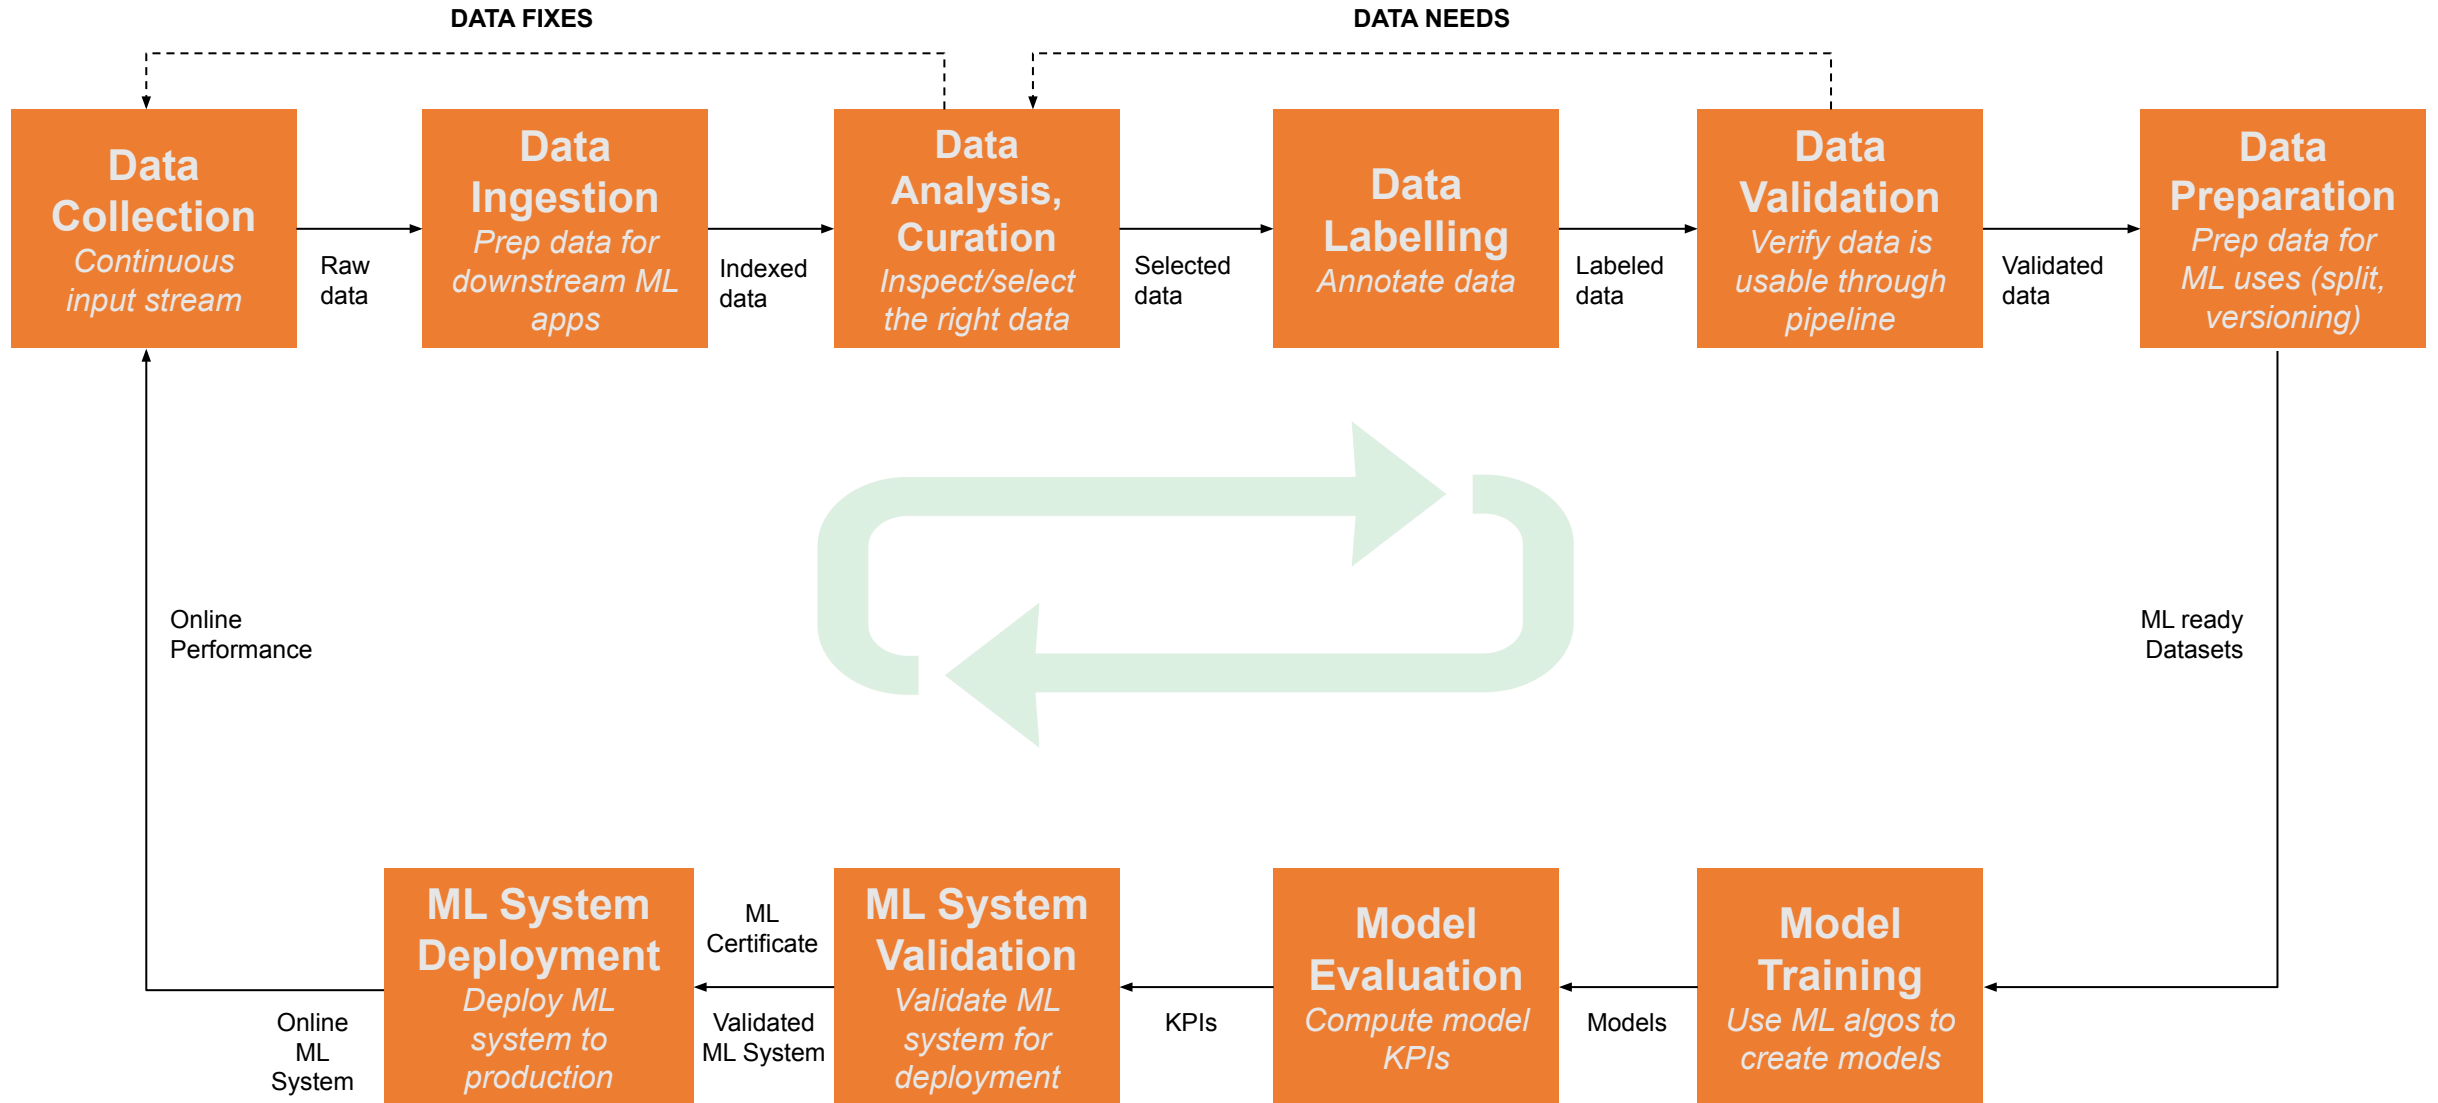 DATA FIXES
DATA NEEDS
Data
Collection
Continuous
input stream
Raw
data
Data
Ingestion
Prep data for
downstream ML
apps
Indexed
data
Data
Analysis,
Curation
Inspect/select
the right data
Selected
data
Data
Labelling
Annotate data
Labeled
data
Data
Validation
Verify data is
usable through
pipeline
Validated
data
Data
Preparation
Prep data for
ML uses (split,
versioning)
ML ready
Datasets
Model
Training
Use ML algos to
create models
Models
Model
Evaluation
Compute model
KPIs
KPIs
ML System
Validation
Validate ML
system for
deployment
ML
Certificate
Validated
ML System
ML System
Deployment
Deploy ML
system to
production
Online
ML
System
Online
Performance